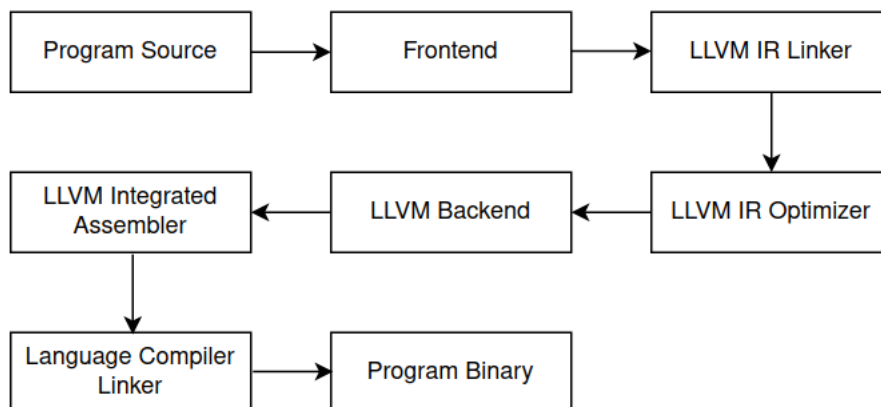 Program Source
Frontend
LLVM IR Linker
LLVM Integrated
Assembler
LLVM Backend
LLVM IR Optimizer
Language Compiler
Linker
Program Binary